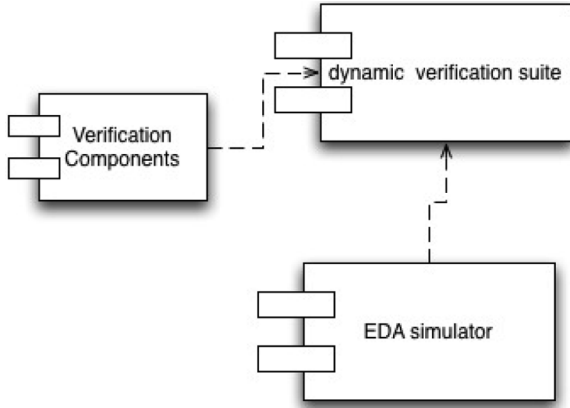 dynamic verification suite
Verification
Components
EDA simulator